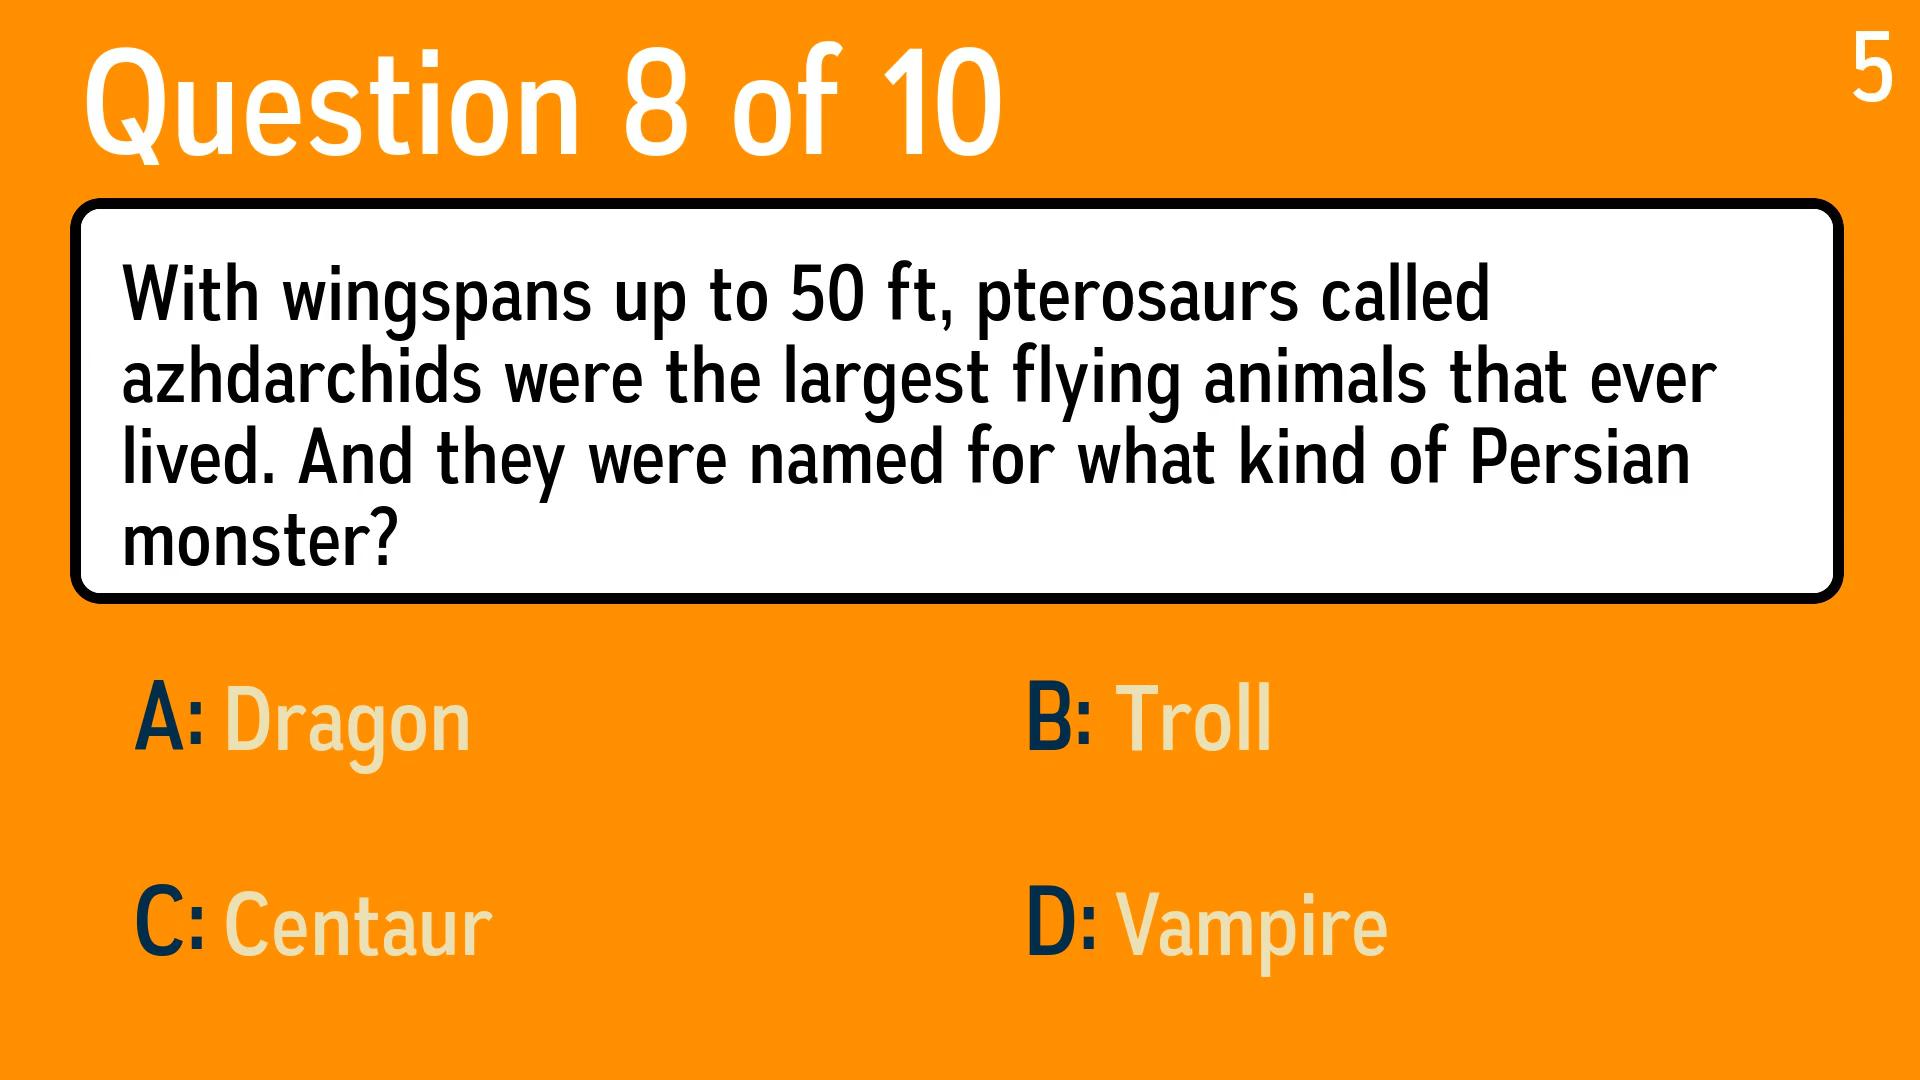 Question 8 of 10
5
With wingspans up to 50 ft, pterosaurs called
azhdarchids were the largest flying animals that ever
lived. And they were named for what kind of Persian
monster?
A: Dragon
B: Troll
C: Centaur
D: Vampire